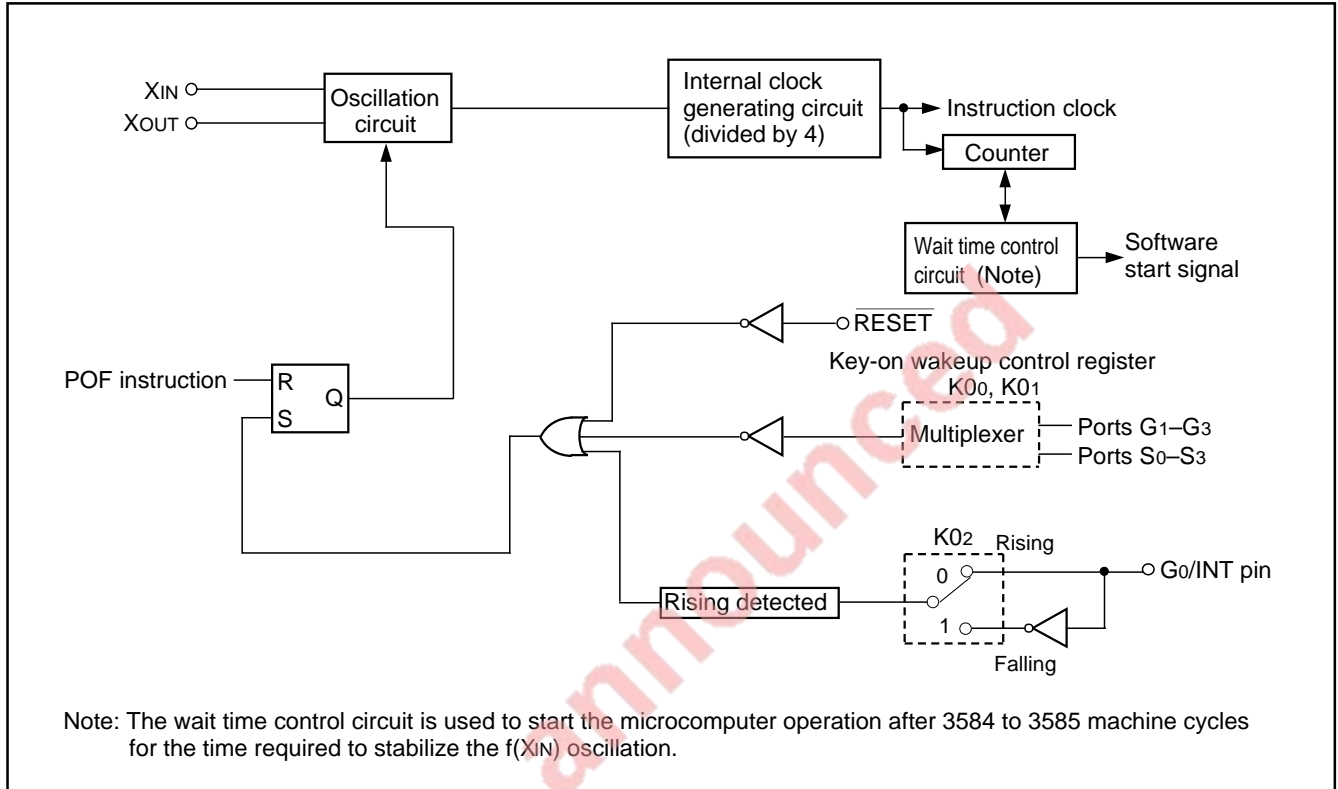 XIN
XOUT
Oscillation
circuit
Internal clock
generating circuit
(divided by 4)
Instruction clock
Counter
Wait time control
circuit (Note)
Software
start signal
RESET
Key-on wakeup control register
K00, K01
POF instruction
R
S
Q
Multiplexer
Ports G1–G3
Ports S0–S3
K02
Rising
0
G0/INT pin
Rising detected
1
Falling
announced
Note: The wait time control circuit is used to start the microcomputer operation after 3584 to 3585 machine cycles
for the time required to stabilize the f(XIN) oscillation.